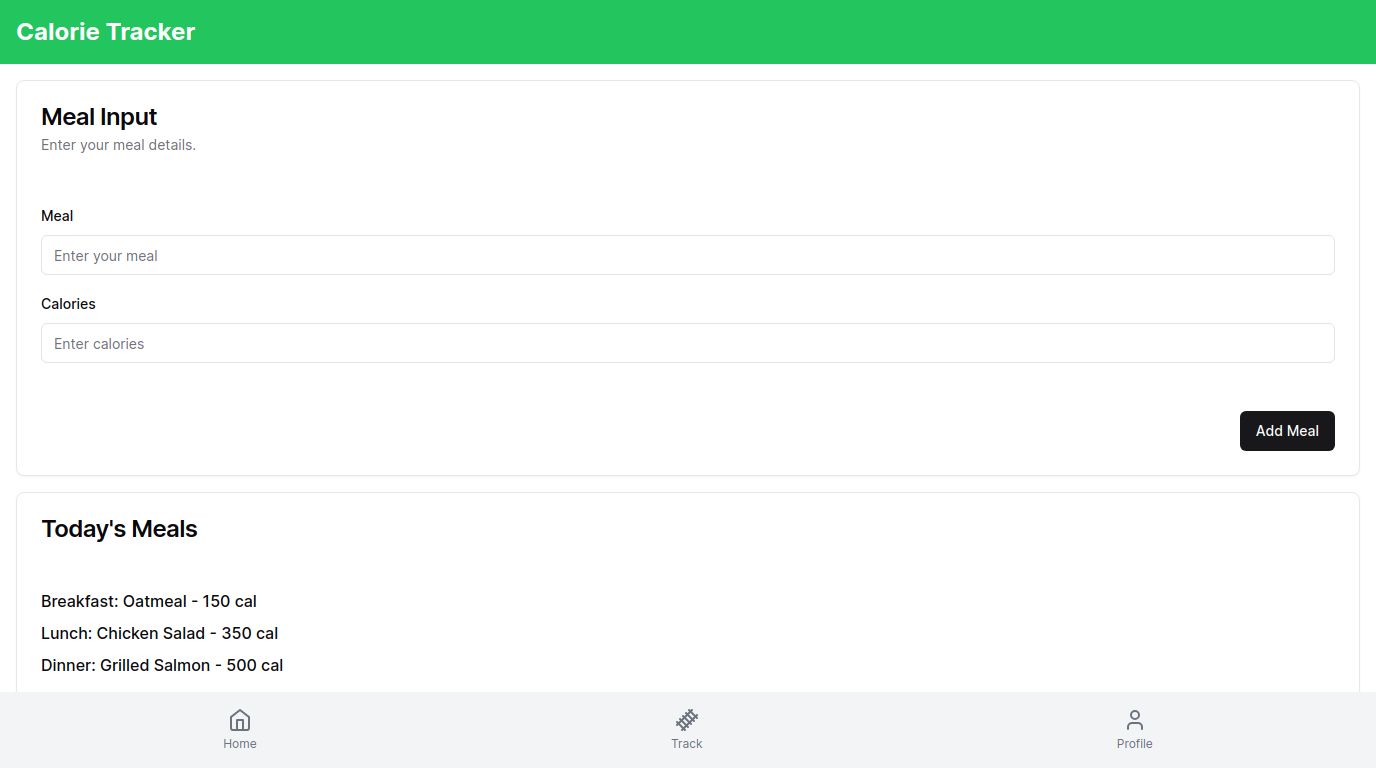 Calorie Tracker
Meal Input
Enter your meal details.
Meal
Enter your meal
Calories
Enter calories
Add Meal
Today's Meals
Breakfast: Oatmeal - 150 cal
Lunch: Chicken Salad - 350 cal
Dinner: Grilled Salmon - 500 cal
Home
Track
Profile